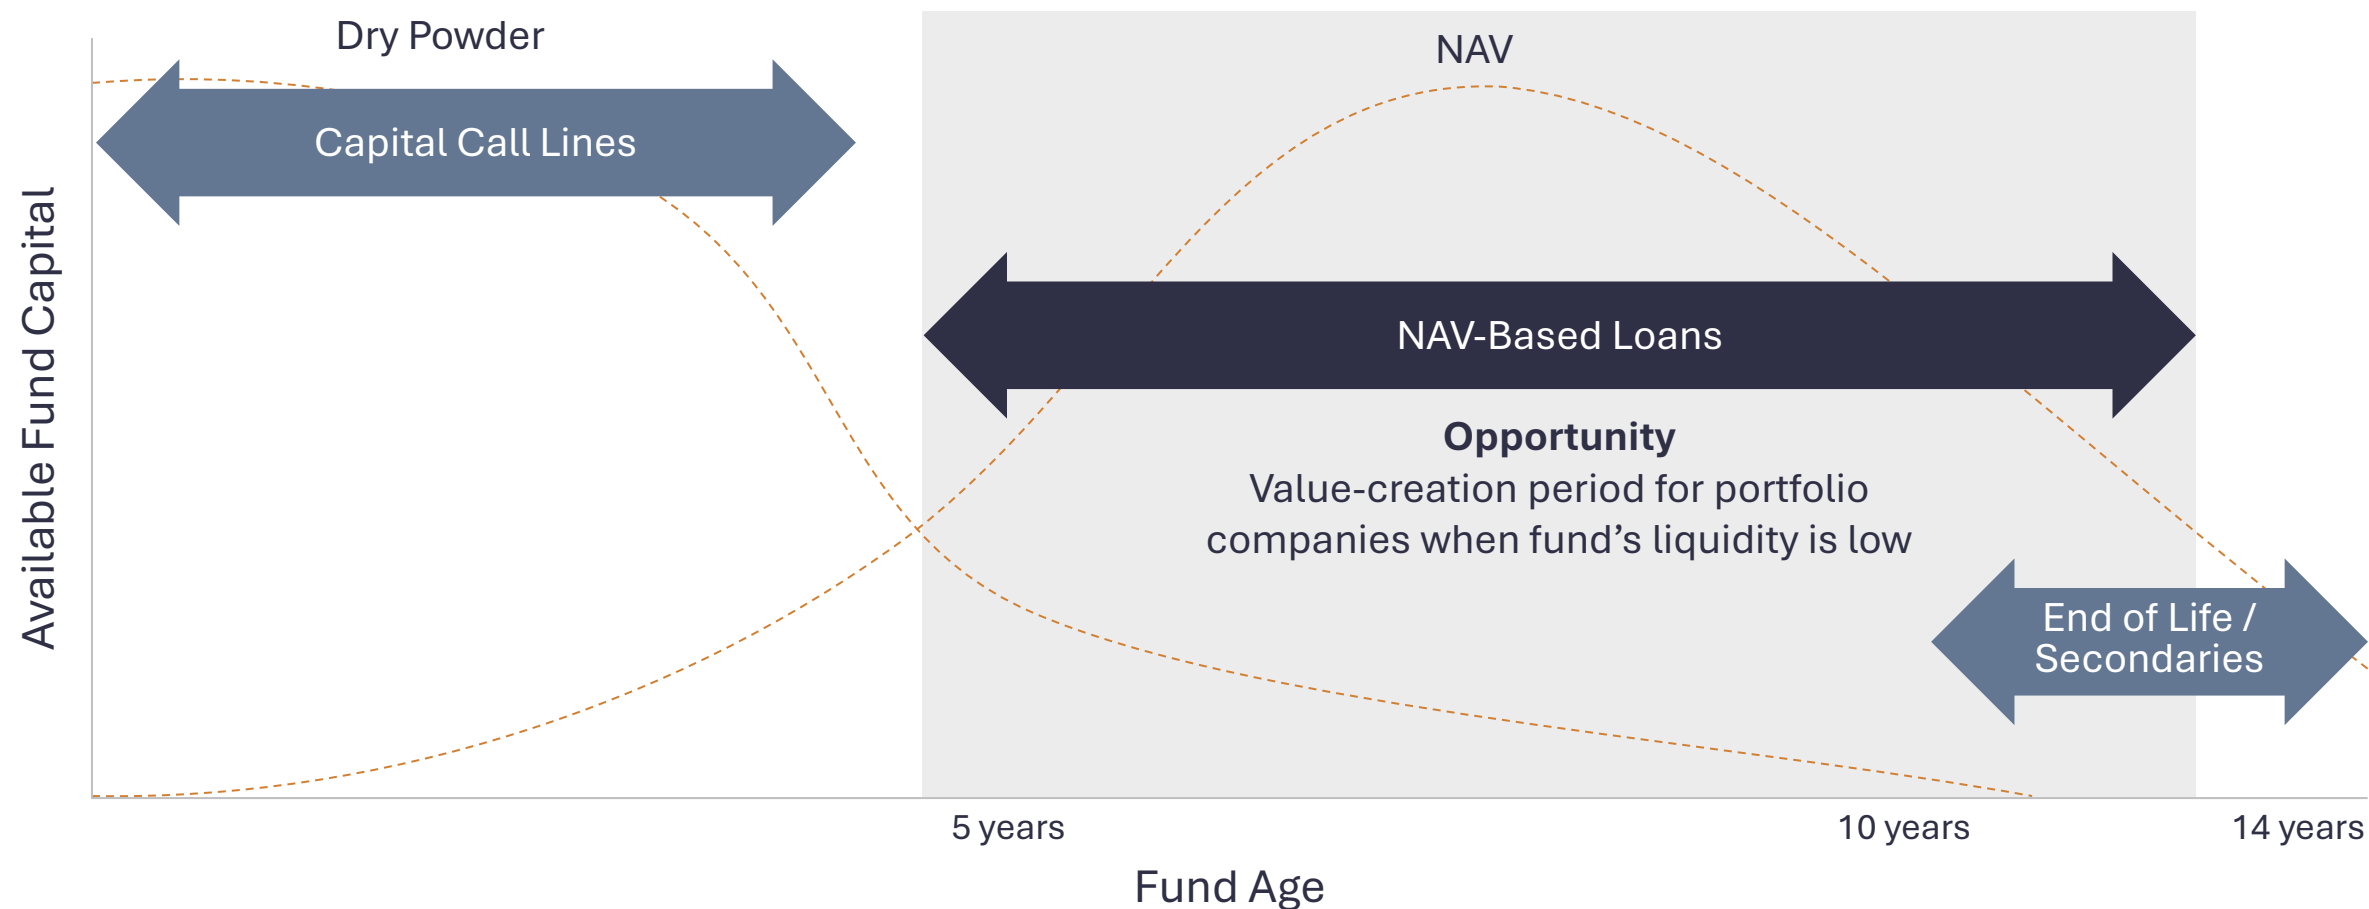 Dry Powder
NAV
Capital Call Lines
Available Fund Capital
NAV-Based Loans
Opportunity
Value-creation period for portfolio
companies when fund’s liquidity is low
End of Life /
Secondaries
5 years
10 years
14 years
Fund Age